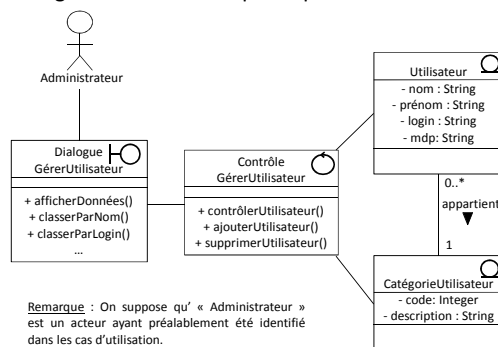 Administrateur
Dialogue
GérerUtilisateur
+ afficherDonnées()
+ classerParNom()
+ classerParLogin()
...
Contrôle
GérerUtilisateur
+ contrôlerUtilisateur()
+ ajouterUtilisateur()
+ supprimerUtilisateur()
Utilisateur
- nom : String
- prénom : String
- login : String
- mdp: String
0..*
appartient
1
CatégorieUtilisateur
- code: Integer
- description : String
Remarque : On suppose qu' « Administrateur »
est un acteur ayant préalablement été identifié
dans les cas d'utilisation.